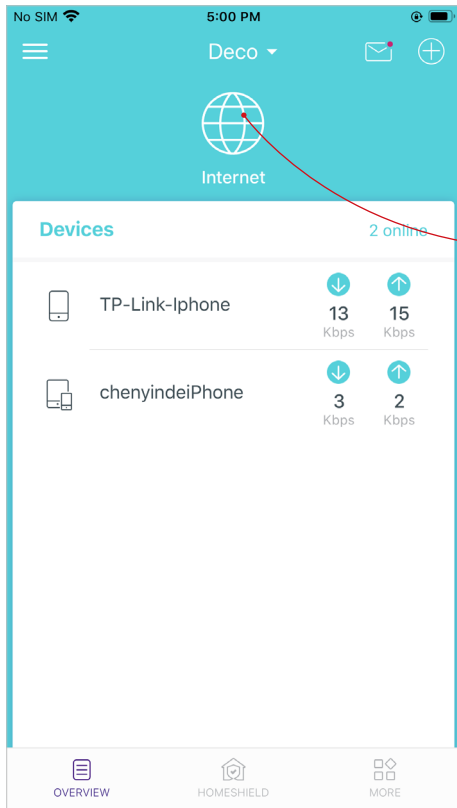 No SIM 5:00 PM
Deco
Internet
Devices 2 online
TP-Link-Iphone 13 15
Kbps Kbps
chenyindeiPhone 3 2
Kbps Kbps
OVERVIEW HOMESHIELD MORE